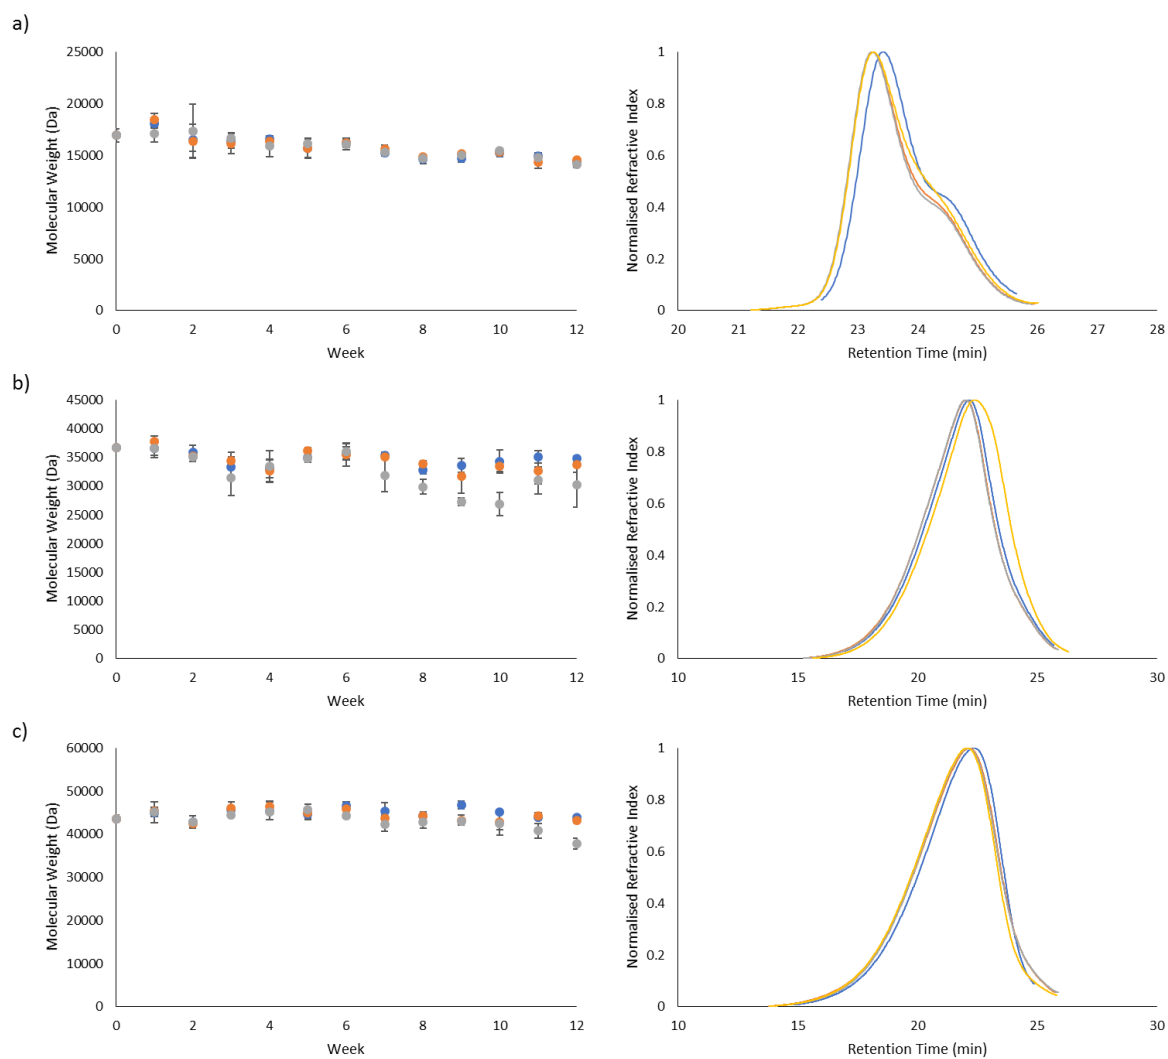 a)
25000
20000
15000
10000
5000
0
Molecular Weight (Da)
0 2 4 6 8 10 12
Week
1
0.8
0.6
0.4
0.2
0
Normalised Refractive Index
20 21 22 23 24 25 26 27 28
Retention Time (min)
b)
45000
40000
35000
30000
25000
20000
15000
10000
5000
0
Molecular Weight (Da)
0 2 4 6 8 10 12
Week
1
0.8
0.6
0.4
0.2
0
Normalised Refractive Index
10 15 20 25 30
Retention Time (min)
c)
60000
50000
40000
30000
20000
10000
0
Molecular Weight (Da)
0 2 4 6 8 10 12
Week
1
0.8
0.6
0.4
0.2
0
Normalised Refractive Index
10 15 20 25 30
Retention Time (min)